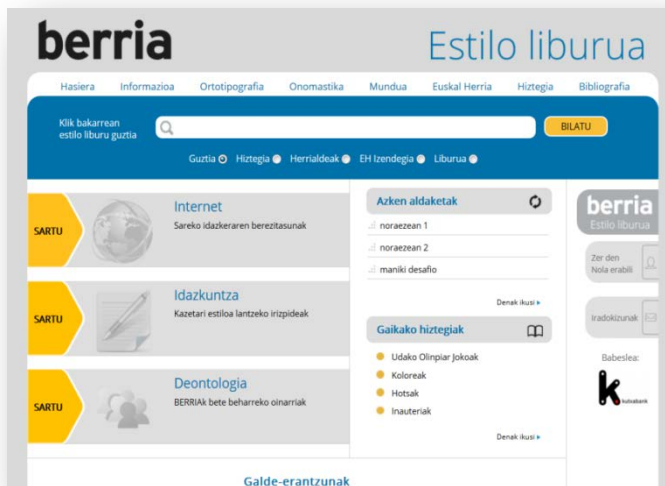 berria
Estilo liburua
Hasiera Informazioa Ortotipografia Onomastika Mundua Euskal Herria Hiztegia Bibliografia
Klik bakarrean
estilo liburu guztia
BILATU
Guztia Hiztegia Herrialdeak EH Izendegia Liburua
SARTU
Internet
Sareko idazkeraren berezitasunak
SARTU
Idazkuntza
Kazetari estiloa lantzeko irizpideak
SARTU
Deontologia
BERRIAk bete beharreko oinarriak
Azken aldaketak
noraezean 1
noraezean 2
maniki desafio
Denak ikusi
Gaikako hiztegiak
Udako Olinpiar Jokoak
Koloreak
Hotsak
Inauteriak
Denak ikusi
berria
Estilo liburua
Zer den
Nola erabili
Iradokizunak
Babeslea:
k
kutxabank
Galde-erantzunak